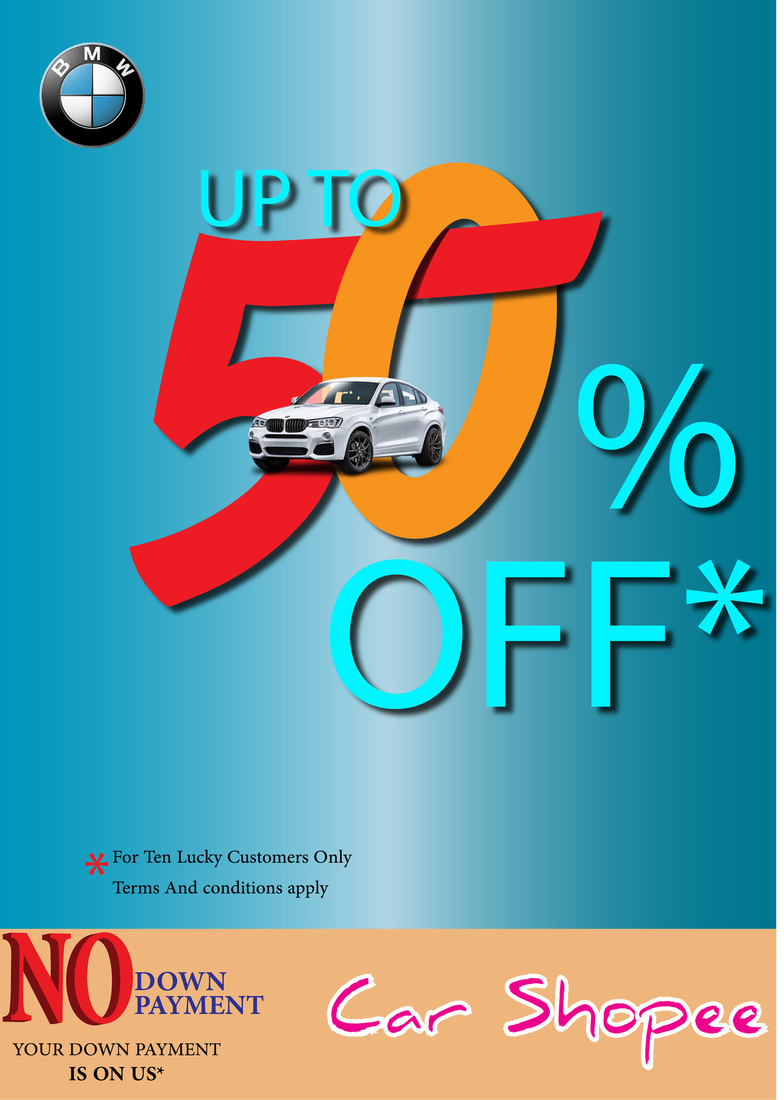 BMW
UP TO
50
%
OFF*
* For Ten Lucky Customers Only
Terms And conditions apply
NO DOWN
PAYMENT
YOUR DOWN PAYMENT
IS ON US*
Car Shopee